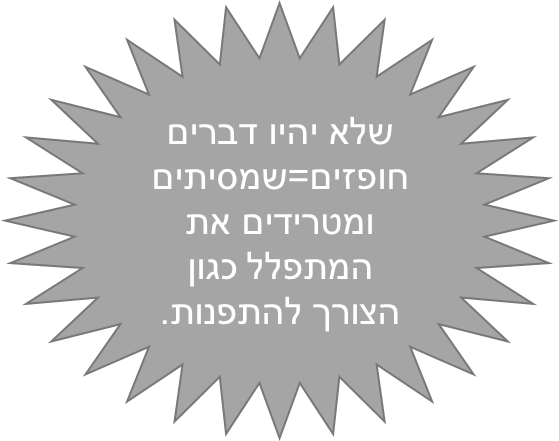 שלא יהיו דברים
חופזים=שמסיתים
ומטרידים את
המתפלל כגון
הצורך להתפנות.